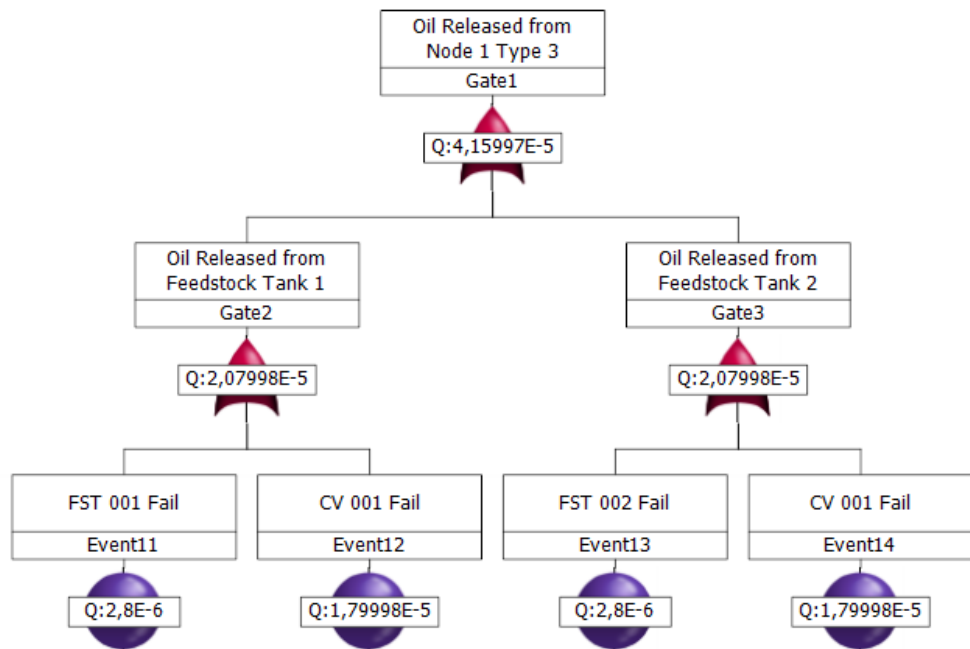 Oil Released from
Node 1 Type 3
Gate1
Q:4,15997E-5
Oil Released from
Feedstock Tank 1
Gate2
Q:2,07998E-5
Oil Released from
Feedstock Tank 2
Gate3
Q:2,07998E-5
FST 001 Fail
Event11
Q:2,8E-6
CV 001 Fail
Event12
Q:1,79998E-5
FST 002 Fail
Event13
Q:2,8E-6
CV 001 Fail
Event14
Q:1,79998E-5